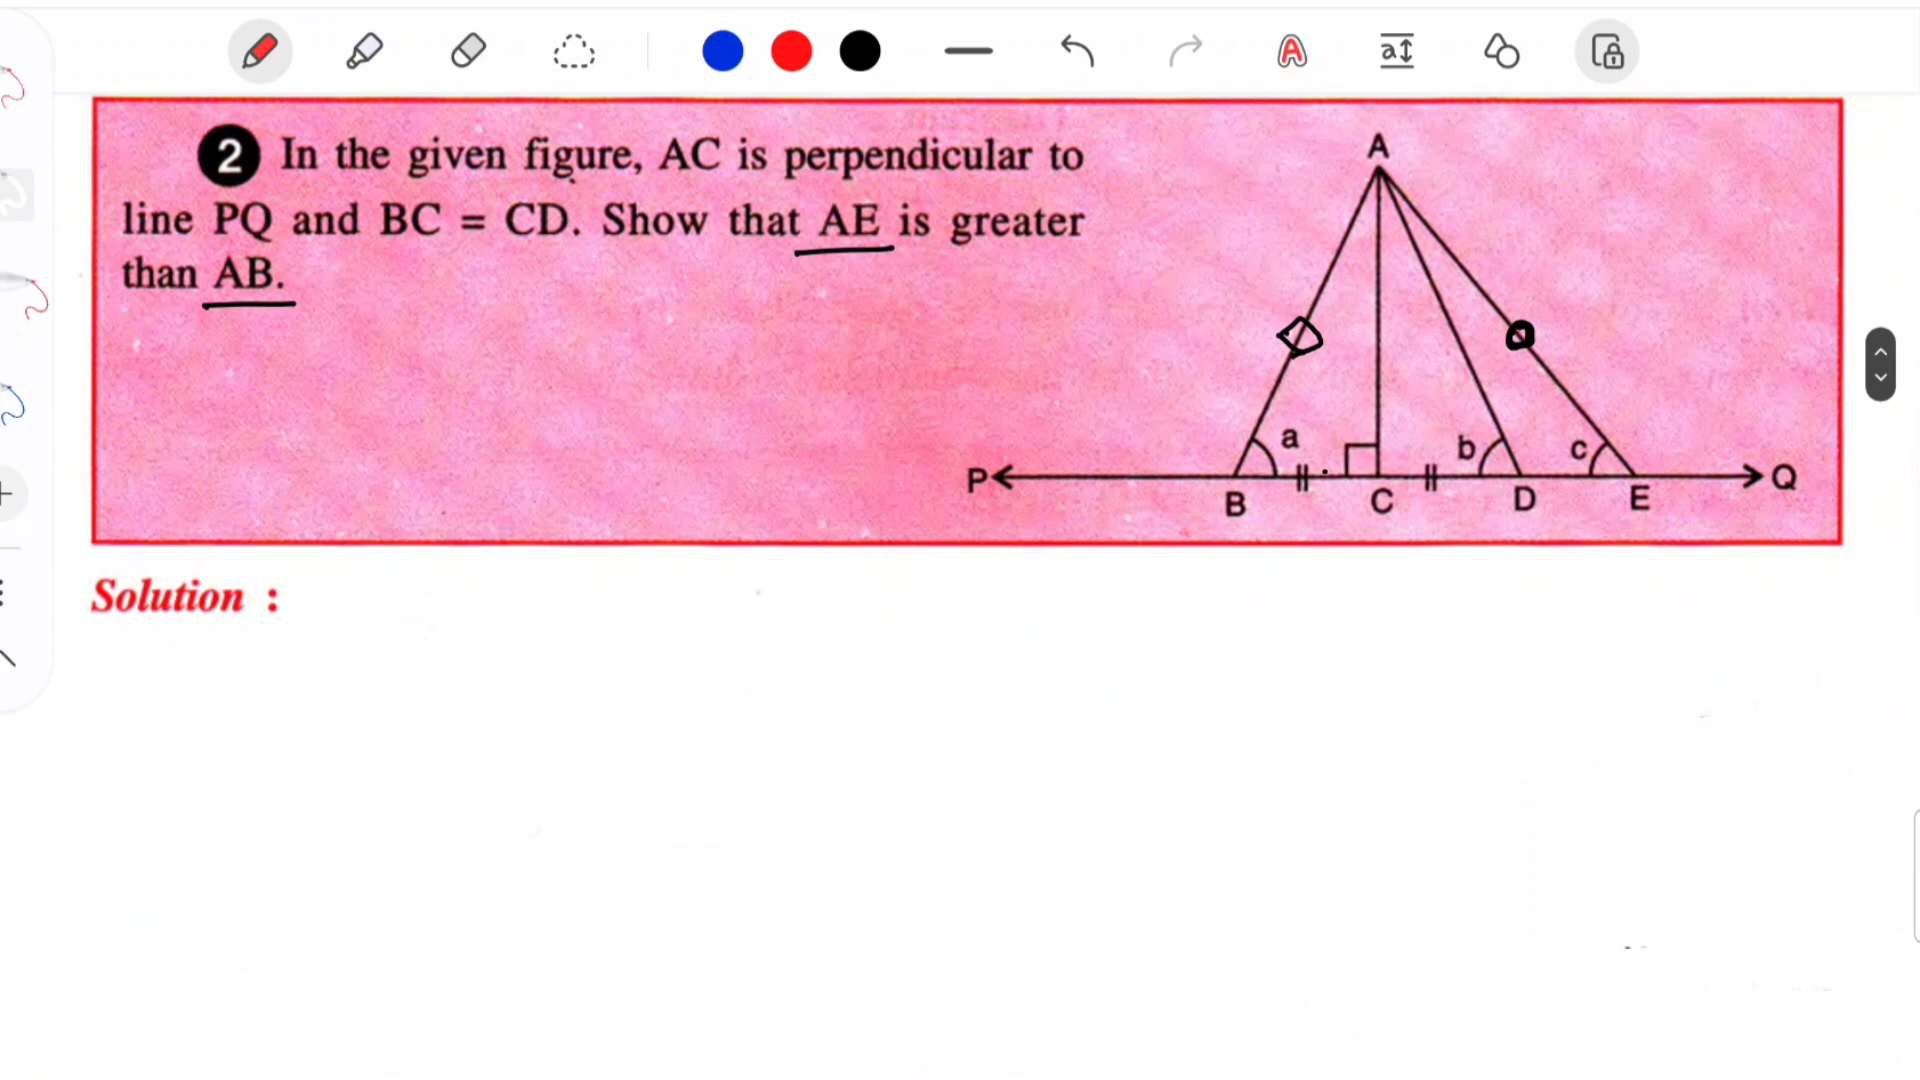 A
a
2 In the given figure, AC is perpendicular to
line PQ and BC = CD. Show that AE is greater
than AB.
A
a b c
P B C D E Q
Solution :